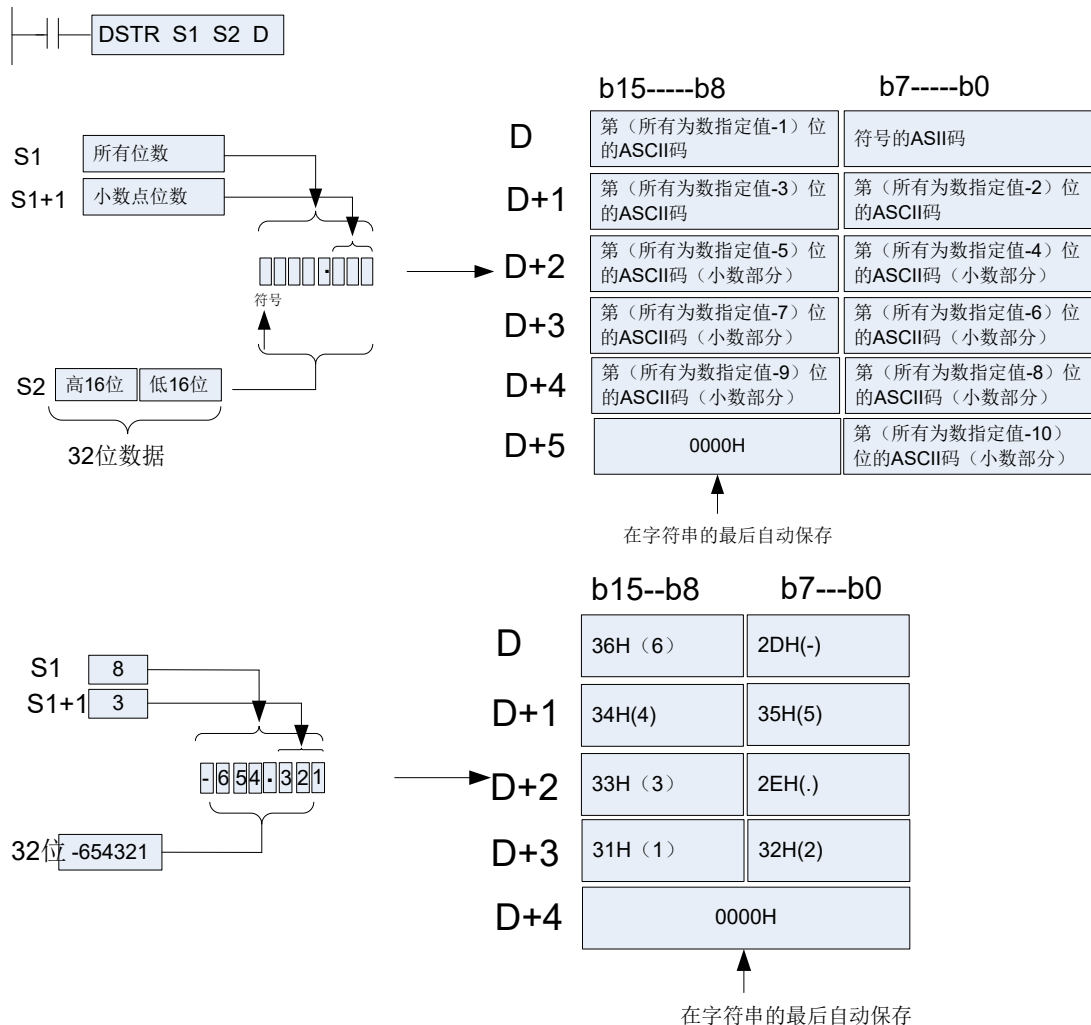 DSTR S1 S2 D
b15-----b8
b7-----b0
S1
所有位数
S1+1
小数点位数
符号
S2
高16位
低16位
32位数据
D
第（所有为数指定值-1）位
的ASCII码
符号的ASII码
D+1
第（所有为数指定值-3）位
的ASCII码
第（所有为数指定值-2）位
的ASCII码
D+2
第（所有为数指定值-5）位
的ASCII码（小数部分）
第（所有为数指定值-4）位
的ASCII码（小数部分）
D+3
第（所有为数指定值-7）位
的ASCII码（小数部分）
第（所有为数指定值-6）位
的ASCII码（小数部分）
D+4
第（所有为数指定值-9）位
的ASCII码（小数部分）
第（所有为数指定值-8）位
的ASCII码（小数部分）
D+5
0000H
第（所有为数指定值-10）
位的ASCII码（小数部分）
在字符串的最后自动保存
b15--b8
b7---b0
S1
8
S1+1
3
-654.321
32位
-654321
D
36H（6）
2DH(-)
D+1
34H(4)
35H(5)
D+2
33H（3）
2EH(.)
D+3
31H（1）
32H(2)
D+4
0000H
在字符串的最后自动保存